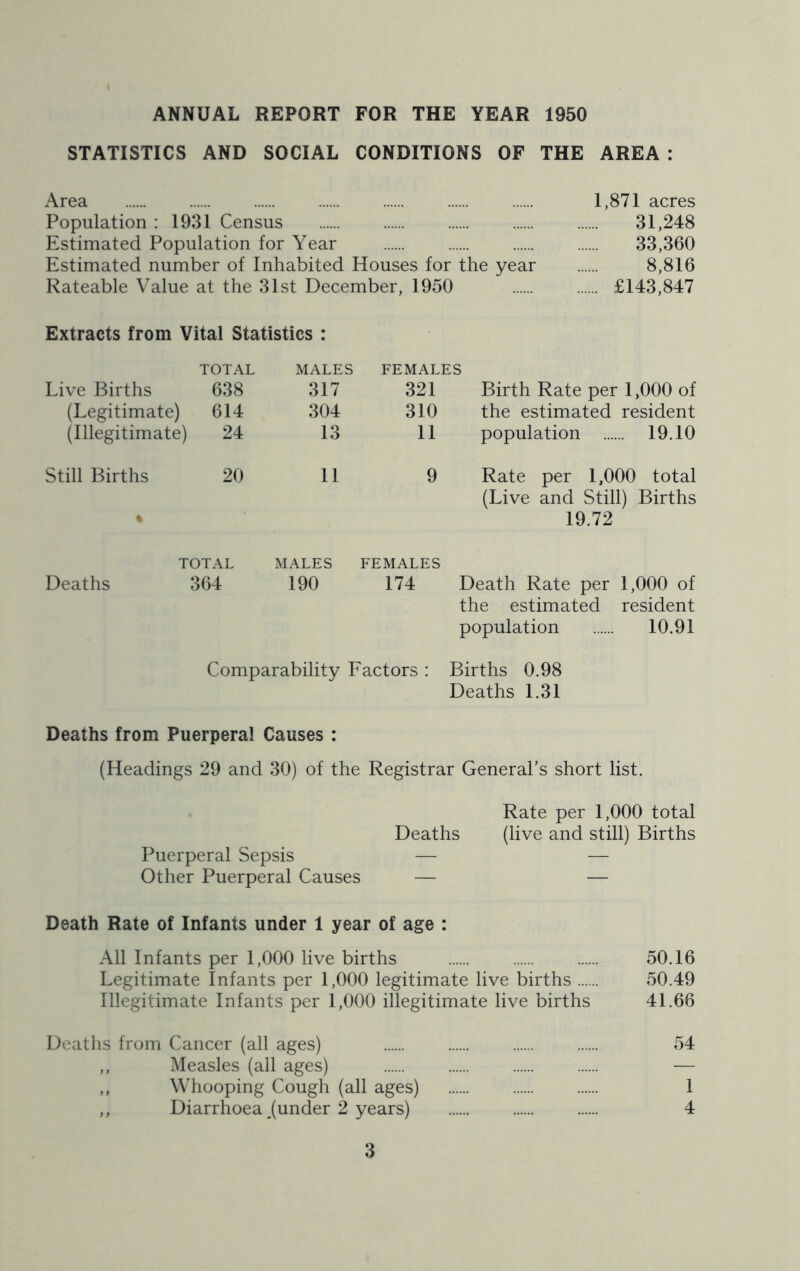 ANNUAL REPORT FOR THE YEAR 1950
STATISTICS AND SOCIAL CONDITIONS OF THE AREA :
Area ...... ...... ...... ...... ...... ...... ...... 1,871 acres
Population : 1931 Census ...... ...... ...... ...... ...... 31,248
Estimated Population for Year ...... ...... ...... ...... 33,360
Estimated number of Inhabited Houses for the year ...... 8,816
Rateable Value at the 31st December, 1950 ...... ...... £143,847
Extracts from Vital Statistics :
TOTAL MALES FEMALES
Live Births 638 317 321 Birth Rate per 1,000 of
(Legitimate) 614 304 310 the estimated resident
(Illegitimate) 24 13 11 population ...... 19.10
Still Births 20 11 9 Rate per 1,000 total
(Live and Still) Births
19.72
TOTAL MALES FEMALES
Deaths 364 190 174 Death Rate per 1,000 of
the estimated resident
population ...... 10.91
Comparability Factors : Births 0.98
Deaths 1.31
Deaths from Puerperal Causes :
(Headings 29 and 30) of the Registrar General's short list.
Rate per 1,000 total
Deaths (live and still) Births
Puerperal Sepsis — —
Other Puerperal Causes — —
Death Rate of Infants under 1 year of age :
All Infants per 1,000 live births ...... ...... ...... 50.16
Legitimate Infants per 1,000 legitimate live births ...... 50.49
Illegitimate Infants per 1,000 illegitimate live births 41.66
Deaths from Cancer (all ages) ...... ...... ...... ...... 54
,, Measles (all ages) ...... ...... ...... ...... —
,, Whooping Cough (all ages) ...... ...... ...... 1
,, Diarrhoea (under 2 years) ...... ...... ...... 4
3